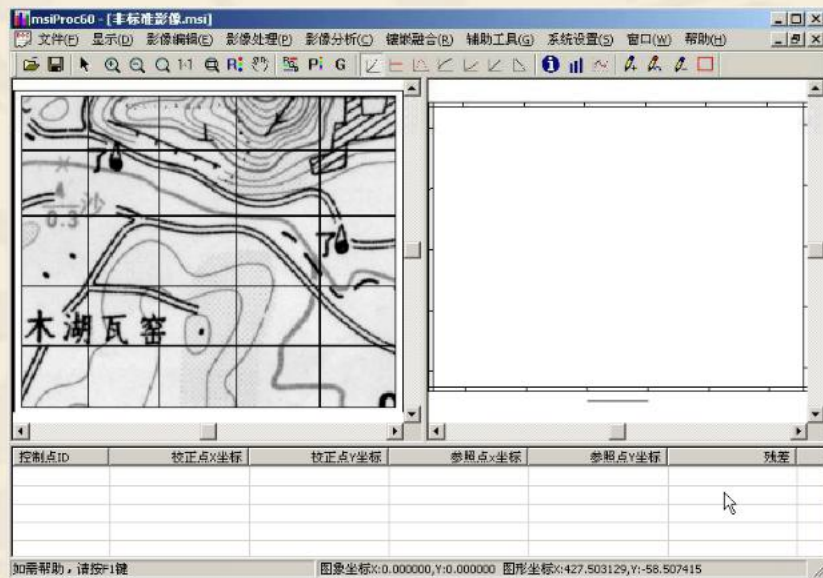 msiProc60 - [非标准影像.msi]
文件(F) 显示(D) 影像编辑(E) 影像处理(P) 影像分析(C) 镶嵌融合(R) 辅助工具(G) 系统设置(S) 窗口(W) 帮助(H)
1:1 R P G
4
0.3 沙
木湖瓦窑
控制点ID 校正点X坐标 校正点Y坐标 参照点x坐标 参照点Y坐标 残差
如需帮助，请按F1键 图象坐标X:0.000000,Y:0.000000 图形坐标X:427.503129,Y:-58.507415